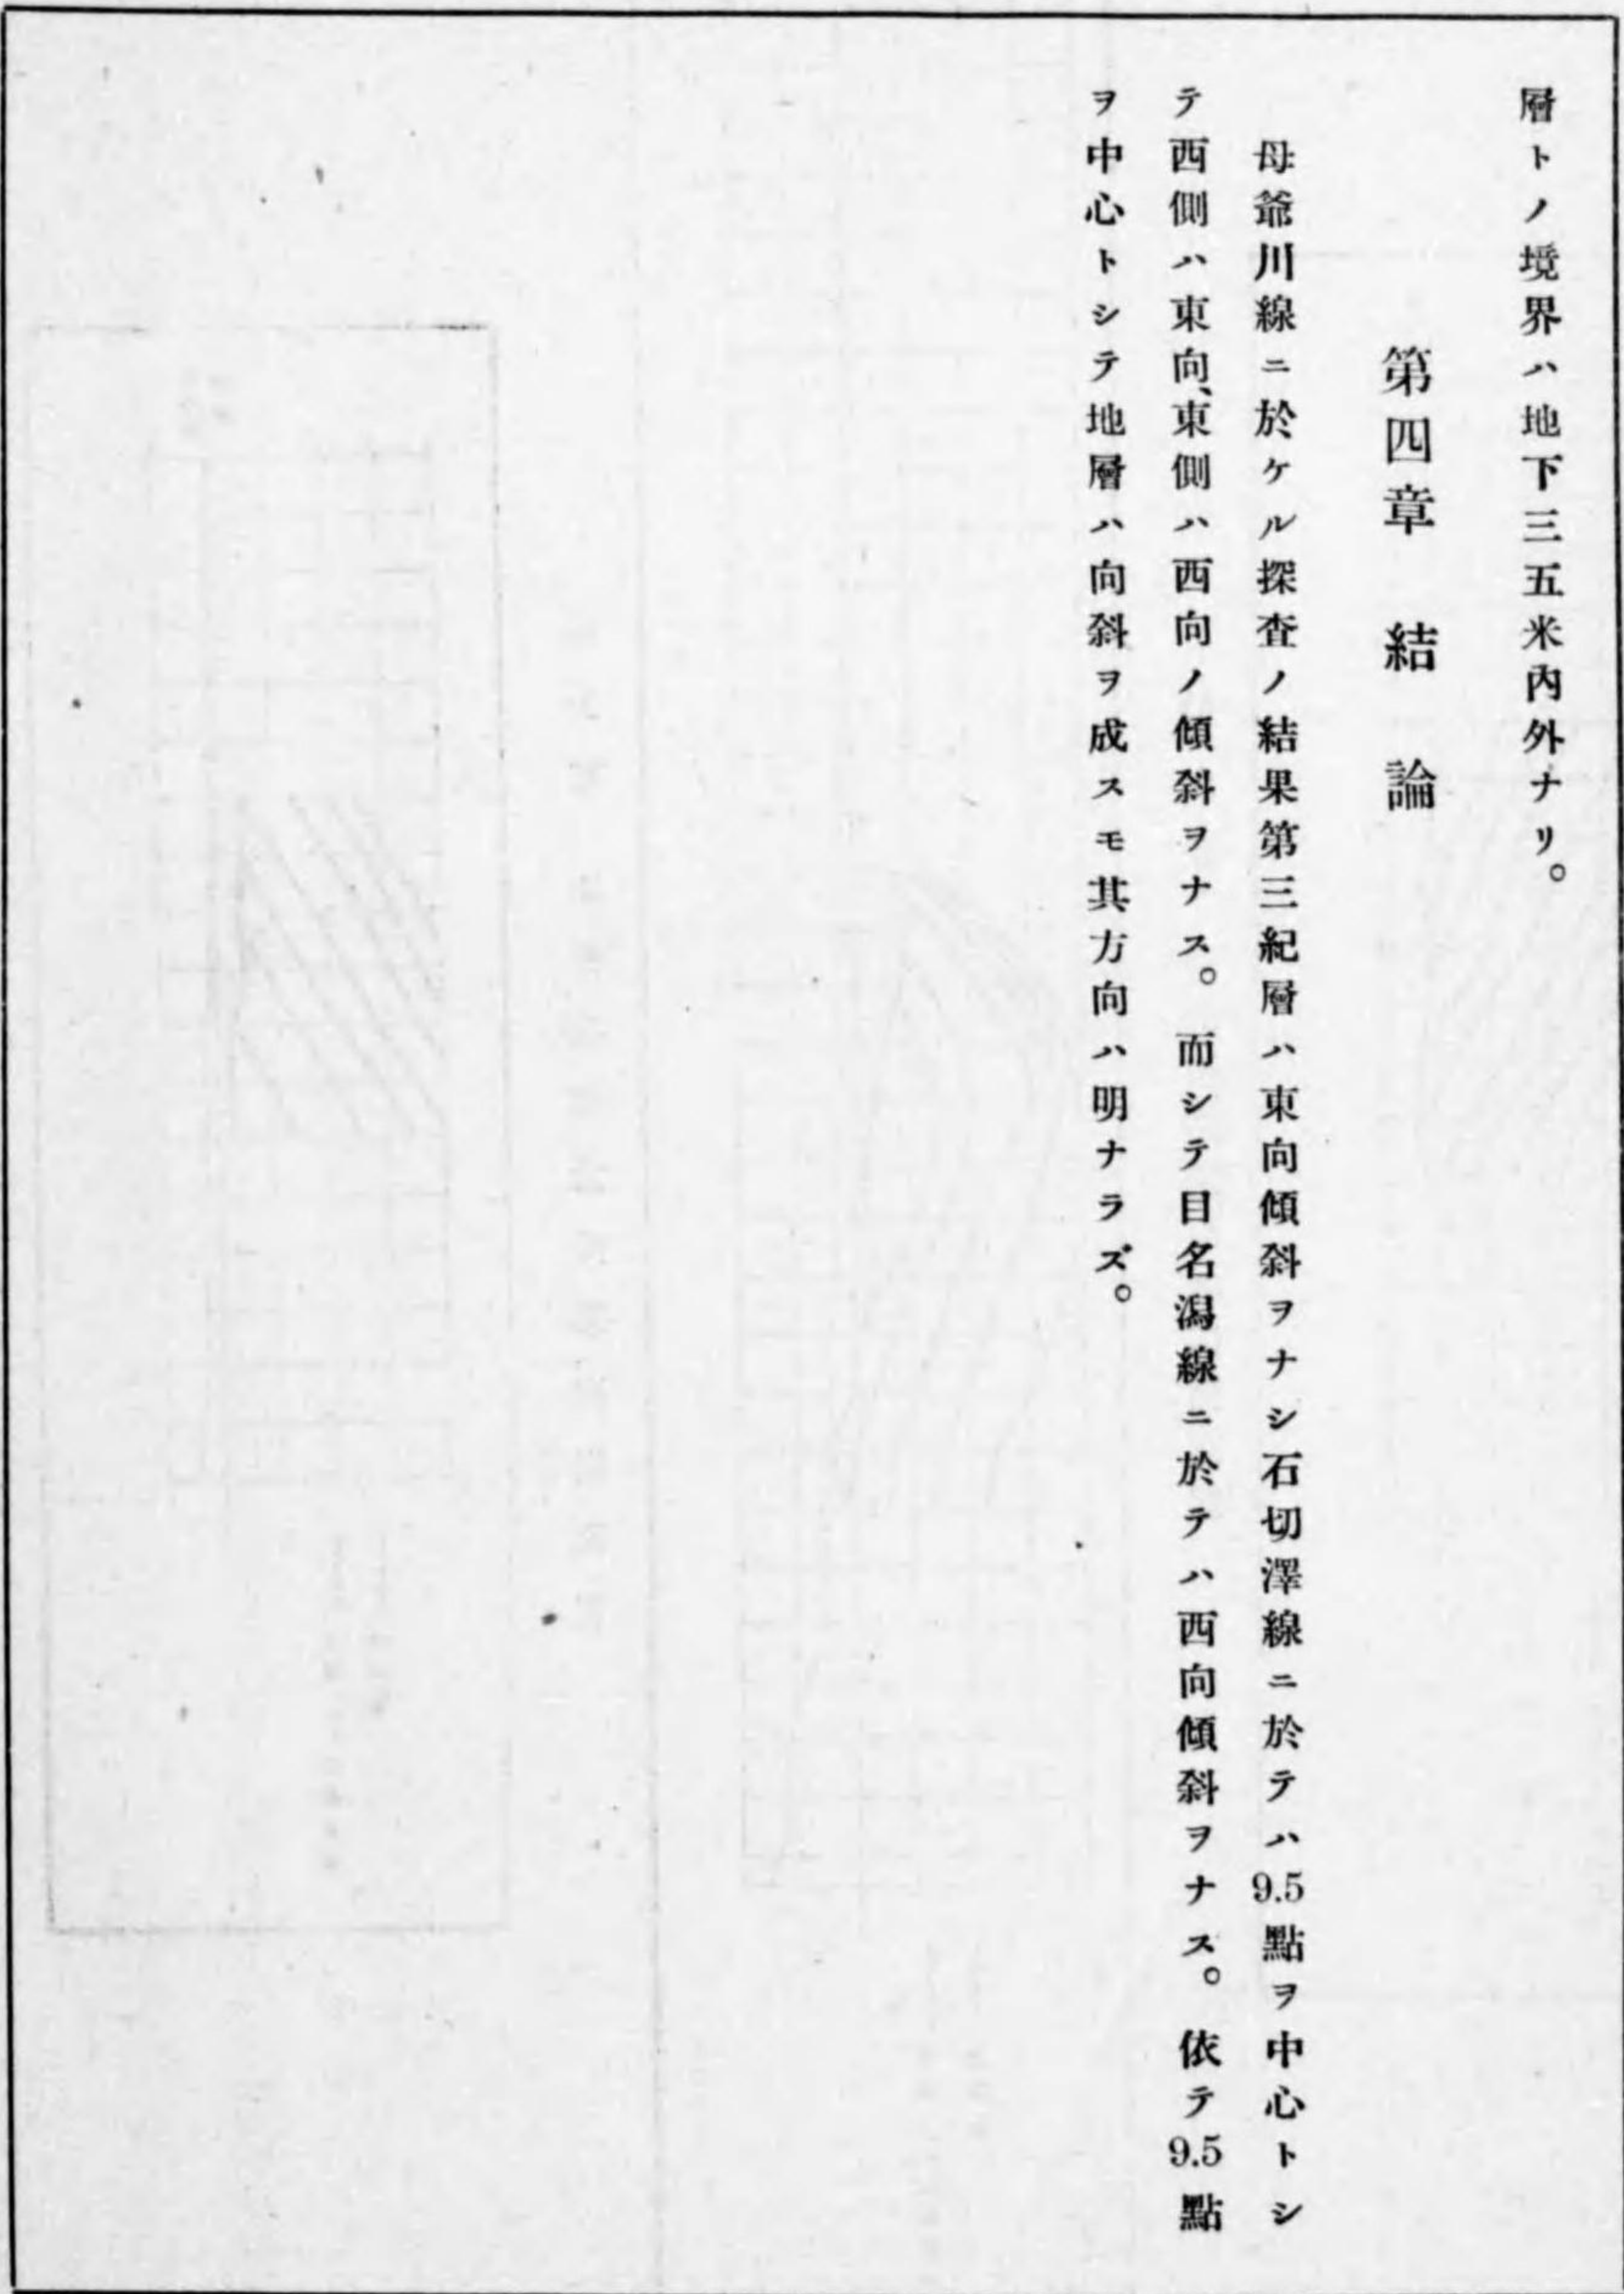 層トノ境界ハ地下三五米內外ナリ。
第四章 結論
母爺川線ニ於ケル探査ノ結果第三紀層ハ東向傾斜ヲナシ石切澤線ニ於テハ9.5點ヲ中心トシ
テ西側ハ東向、東側ハ西向ノ傾斜ヲナス。而シテ目名潟線ニ於テハ西向傾斜ヲナス。依テ9.5點
ヲ中心トシテ地層ハ向斜ヲ成スモ其方向ハ明ナラズ。